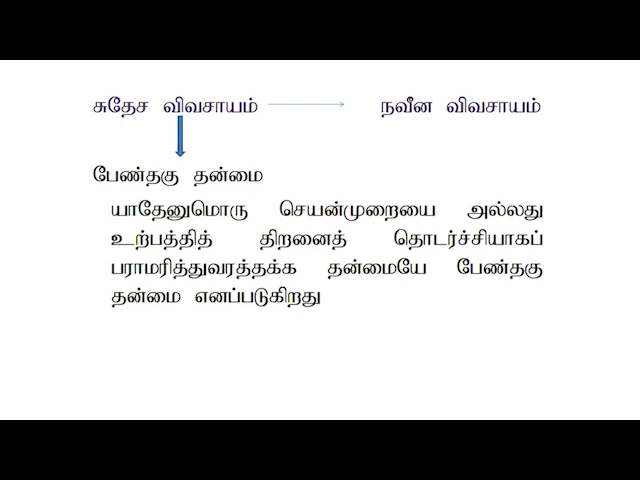 சுதேச விவசாயம் நவீன விவசாயம்
பேண்தகு தன்மை
யாதேனுமொரு செயன்முறையை அல்லது
உற்பத்தித் திறனைத் தொடர்ச்சியாகப்
பராமரித்துவரத்தக்க தன்மையே பேண்தகு
தன்மை எனப்படுகிறது